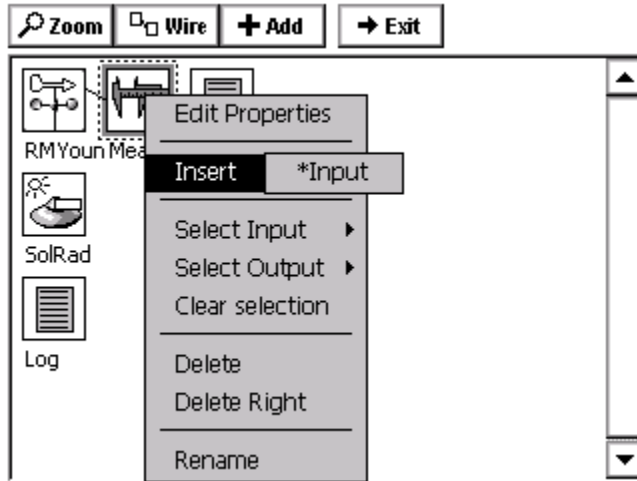 Zoom Wire Add Exit
RMYoun Mea
Edit Properties
Insert *Input
Select Input
SolRad
Select Output
Clear selection
Log
Delete
Delete Right
Rename